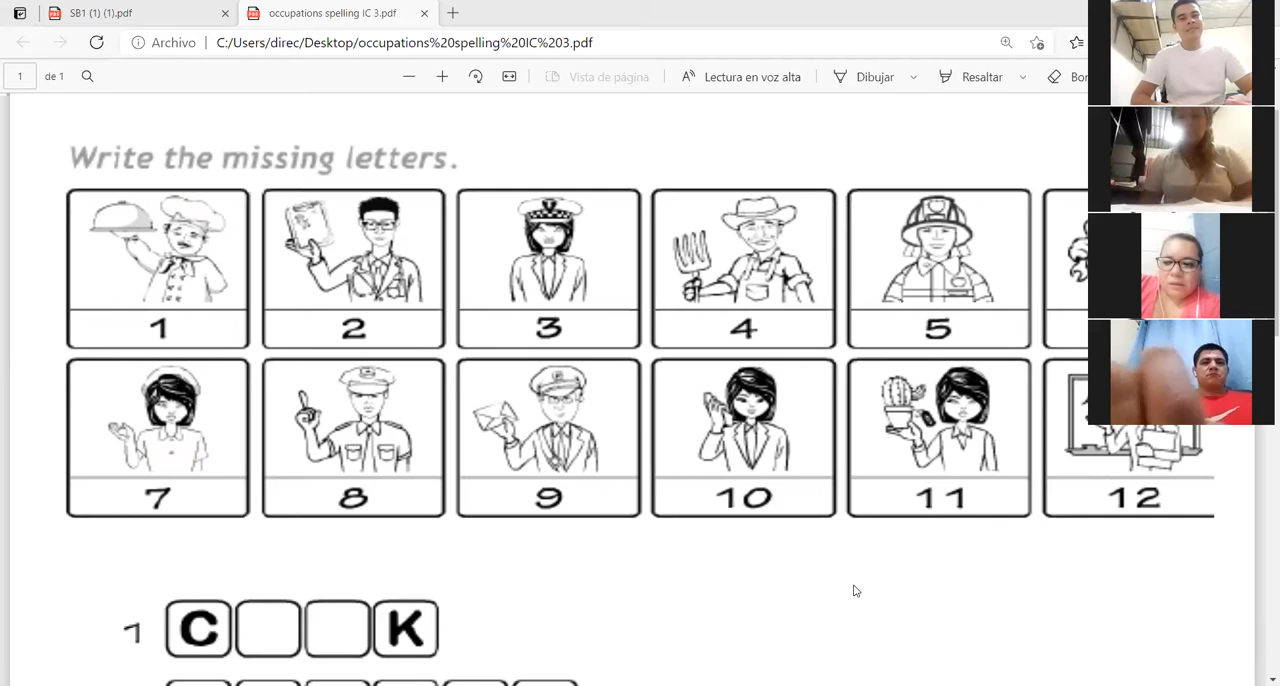 SB1 (1) (1).pdf
occupations spelling IC 3.pdf
Archivo C:/Users/direc/Desktop/occupations%20spelling%20IC%203.pdf
1 de 1 Vista de página Lectura en voz alta Dibujar Resaltar Bor
Write the missing letters.
1 2 3 4 5
7 8 9 10 11 12
1 C K